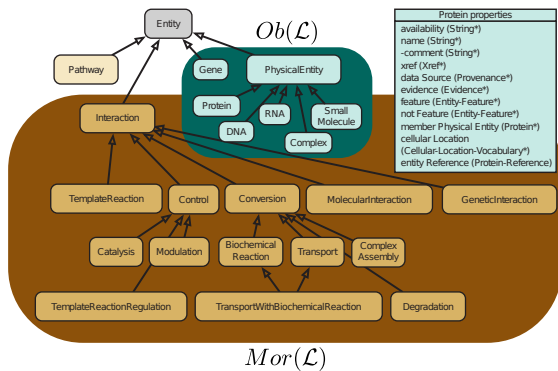 Entity
Ob(ℒ)
Pathway
Gene
PhysicalEntity
Protein
RNA
Small
Molecule
DNA
Complex
Interaction
Protein properties
availability (String*)
name (String*)
-comment (String*)
xref (Xref*)
data Source (Provenance*)
evidence (Evidence*)
feature (Entity-Feature*)
not Feature (Entity-Feature*)
member Physical Entity (Protein*)
cellular Location
(Cellular-Location-Vocabulary*)
entity Reference (Protein-Reference)
TemplateReaction
Control
Conversion
MolecularInteraction
GeneticInteraction
Catalysis
Modulation
Biochemical
Reaction
Transport
Complex
Assembly
TemplateReactionRegulation
TransportWithBiochemicalReaction
Degradation
Mor(ℒ)